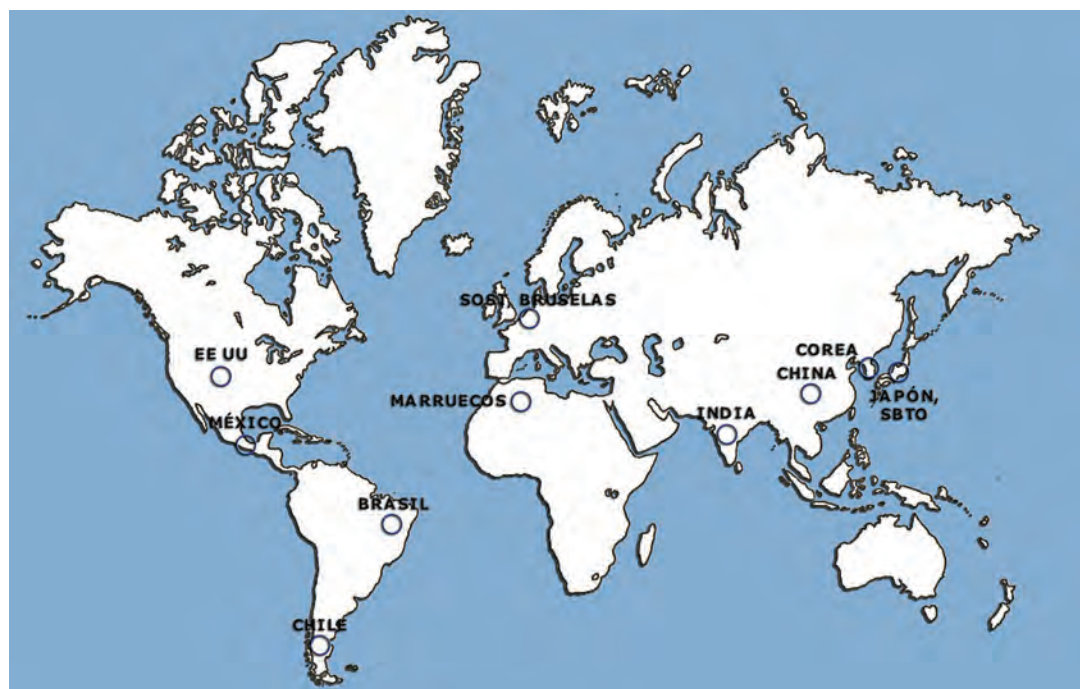 SOST, BRUSELAS
COREA
EE UU
CHINA
MARRUECOS
JAPÓN,
SBTO
INDIA
MÉXICO
BRASIL
CHILE